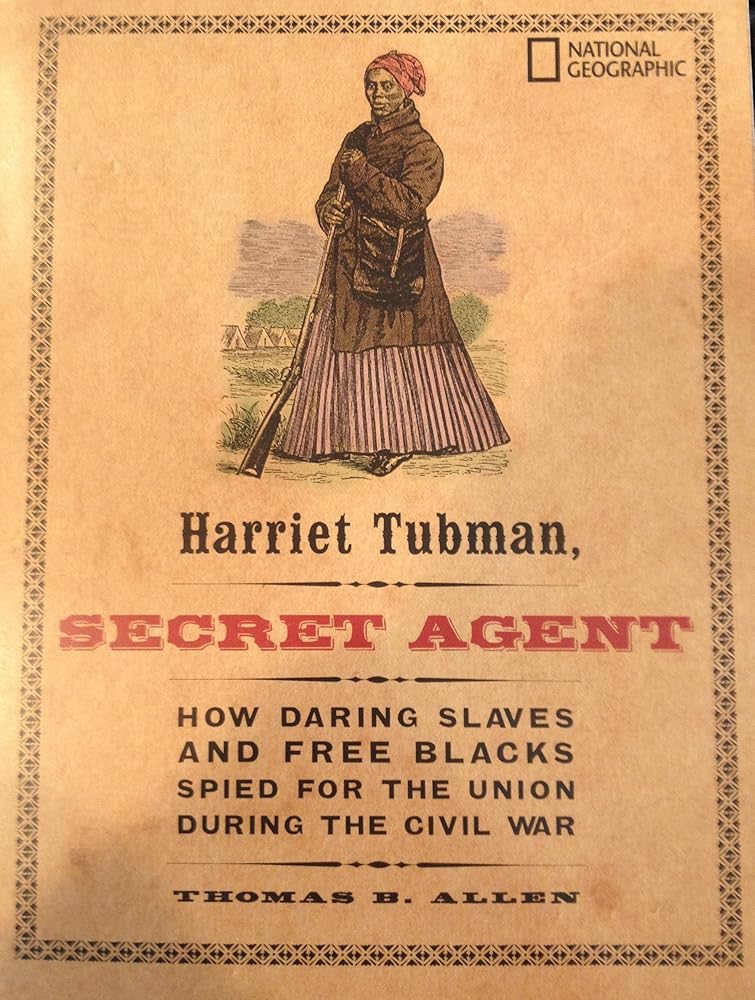 NATIONAL
GEOGRAPHIC
Harriet Tubman,
SECRET AGENT
HOW DARING SLAVES
AND FREE BLACKS
SPIED FOR THE UNION
DURING THE CIVIL WAR
THOMAS B. ALLEN